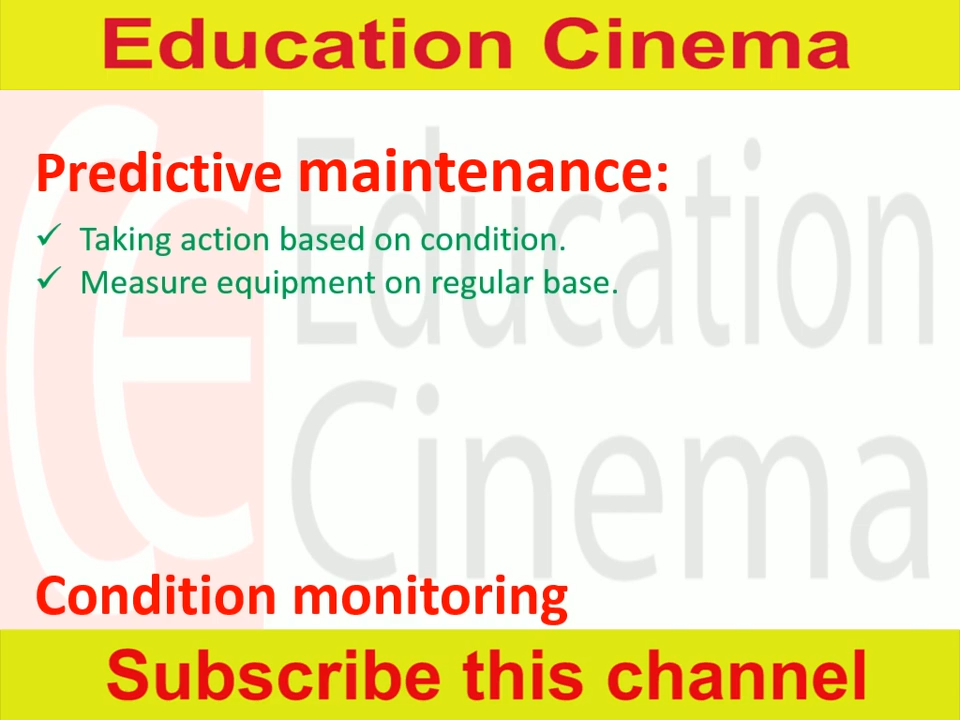 Education Cinema
Predictive maintenance:
✓ Taking action based on condition.
✓ Measure equipment on regular base.
CE Education
Cinema
Condition monitoring
Subscribe this channel